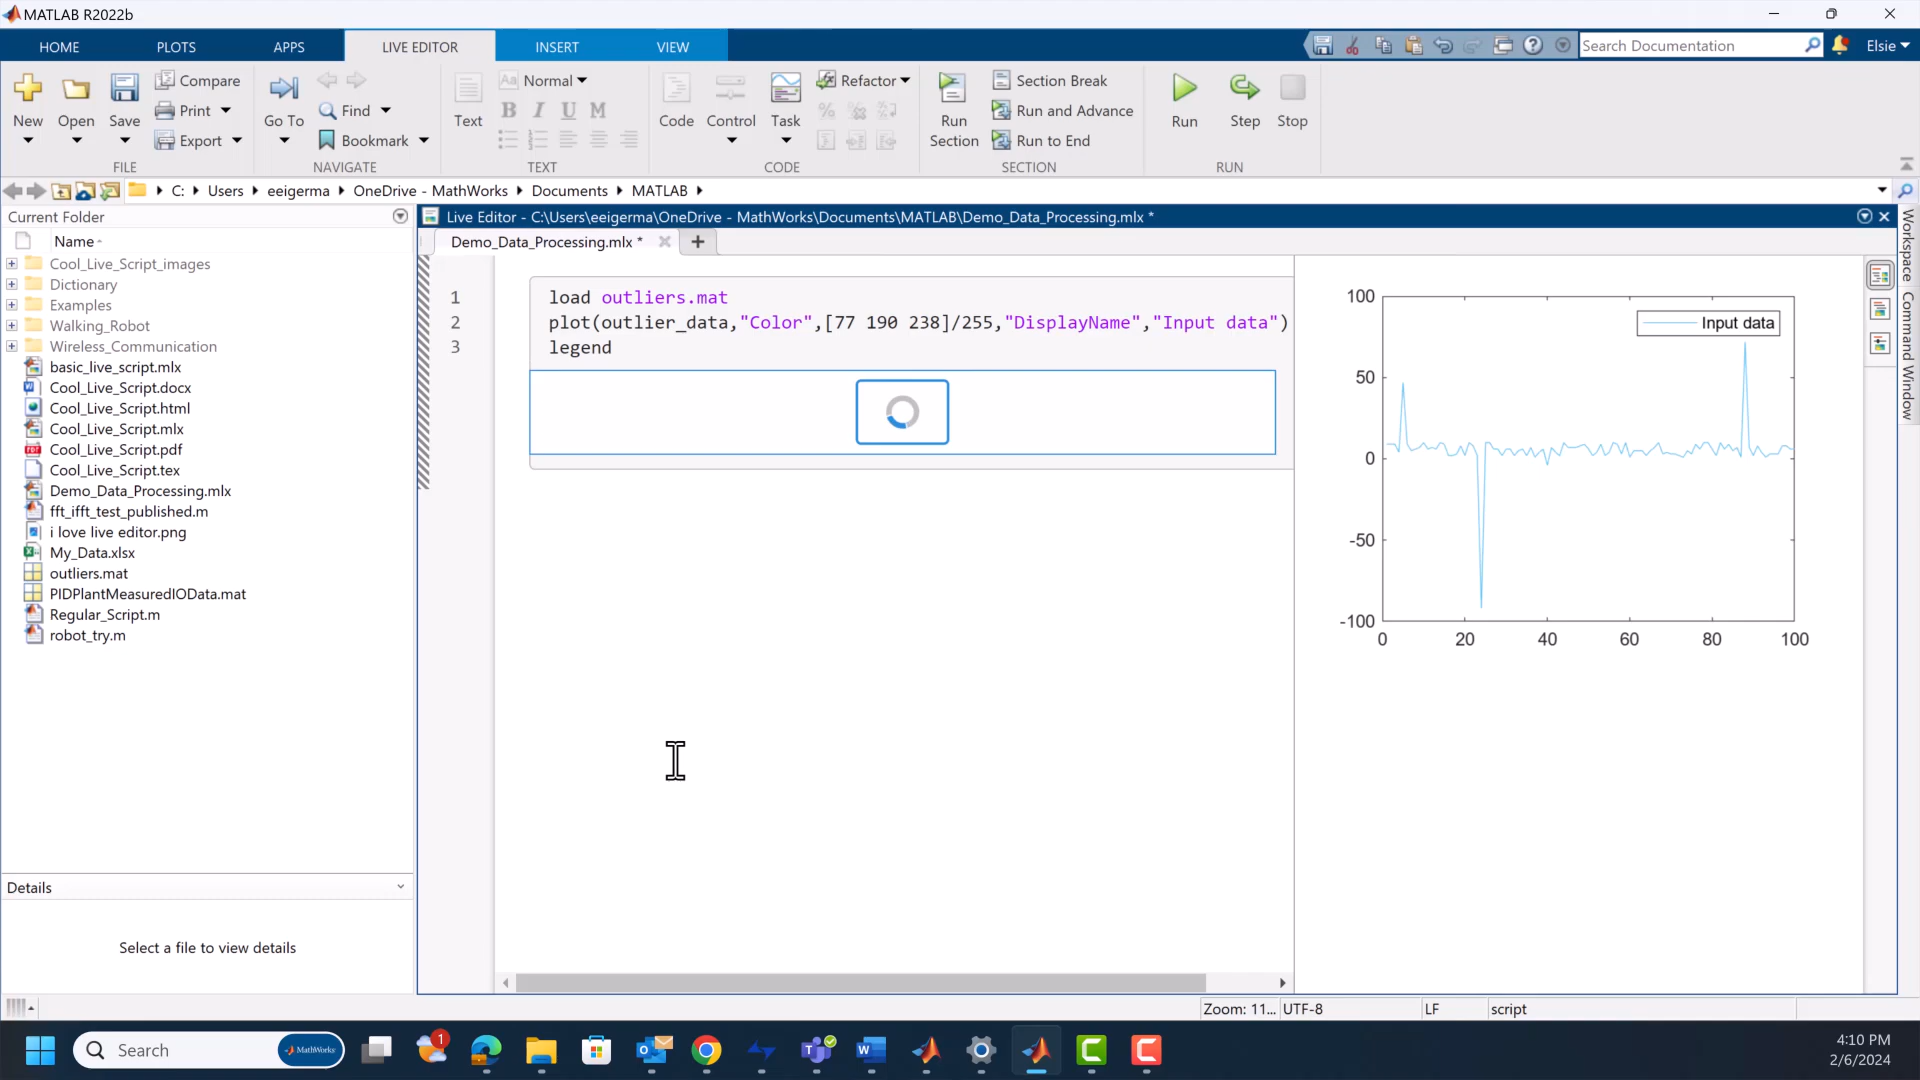 MATLAB R2022b
HOME PLOTS APPS LIVE EDITOR INSERT VIEW Search Documentation Elsie
New Open Save Compare Print Export Go To Find Bookmark Text Aa Normal B I U M Code Control Task Refactor Run Section Section Break Run and Advance Run to End Run Step Stop
FILE NAVIGATE TEXT CODE SECTION RUN
C: Users eeigerma OneDrive - MathWorks Documents MATLAB
Current Folder
Name
Cool_Live_Script_images
Dictionary
Examples
Walking_Robot
Wireless_Communication
basic_live_script.mlx
Cool_Live_Script.docx
Cool_Live_Script.html
Cool_Live_Script.mlx
Cool_Live_Script.pdf
Cool_Live_Script.tex
Demo_Data_Processing.mlx
fft_ifft_test_published.m
i love live editor.png
My_Data.xlsx
outliers.mat
PIDPlantMeasuredIOData.mat
Regular_Script.m
robot_try.m
Details
Select a file to view details
Live Editor - C:\Users\eeigerma\OneDrive - MathWorks\Documents\MATLAB\Demo_Data_Processing.mlx *
Demo_Data_Processing.mlx *
1 load outliers.mat
2 plot(outlier_data,"Color",[77 190 238]/255,"DisplayName","Input data")
3 legend
100
50
0
-50
-100
0 20 40 60 80 100
Input data
Workspace
Command Window
Zoom: 11... UTF-8 LF script
Search MathWorks 1
4:10 PM
2/6/2024